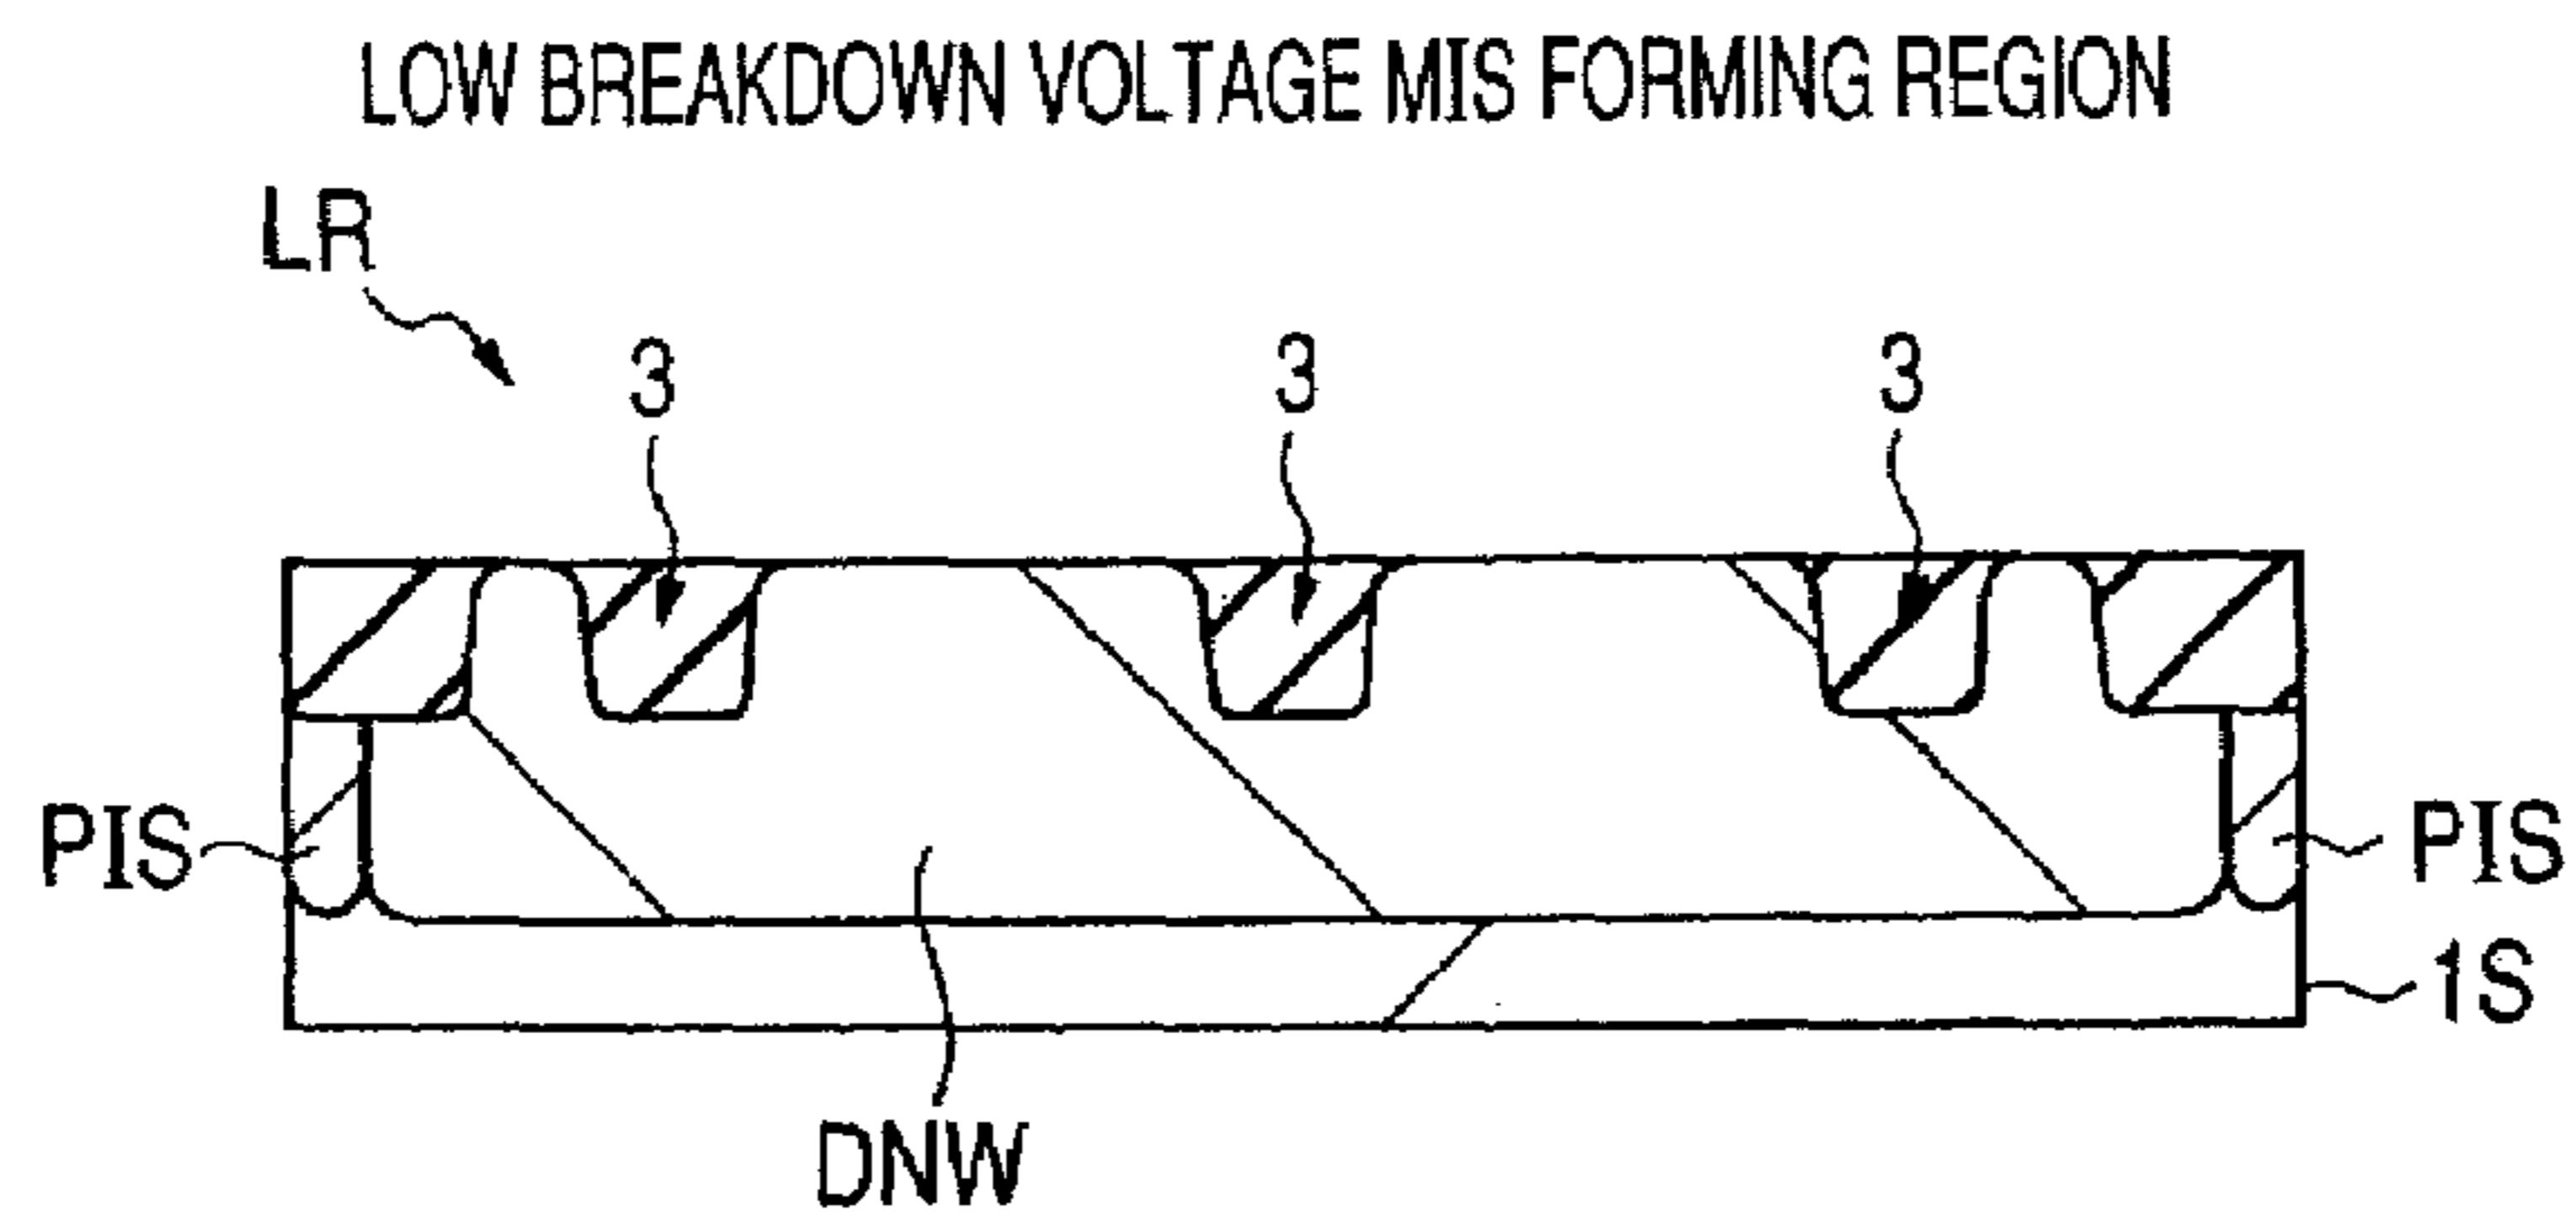 LOW BREAKDOWN VOLTAGE MIS FORMING REGION
LR
3 3 3
PIS PIS
1S
DNW